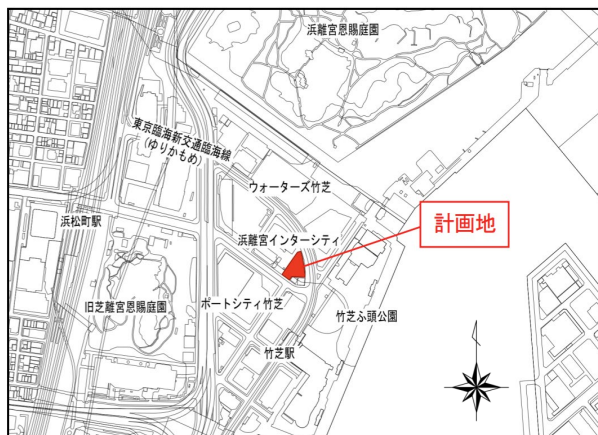 浜離宮恩賜庭園
東京臨海新交通臨海線
(ゆりかもめ)
ウォーターズ竹芝
浜松町駅
計画地
浜離宮インターシティ
旧芝離宮恩賜庭園
ポートシティ竹芝
竹芝ふ頭公園
竹芝駅